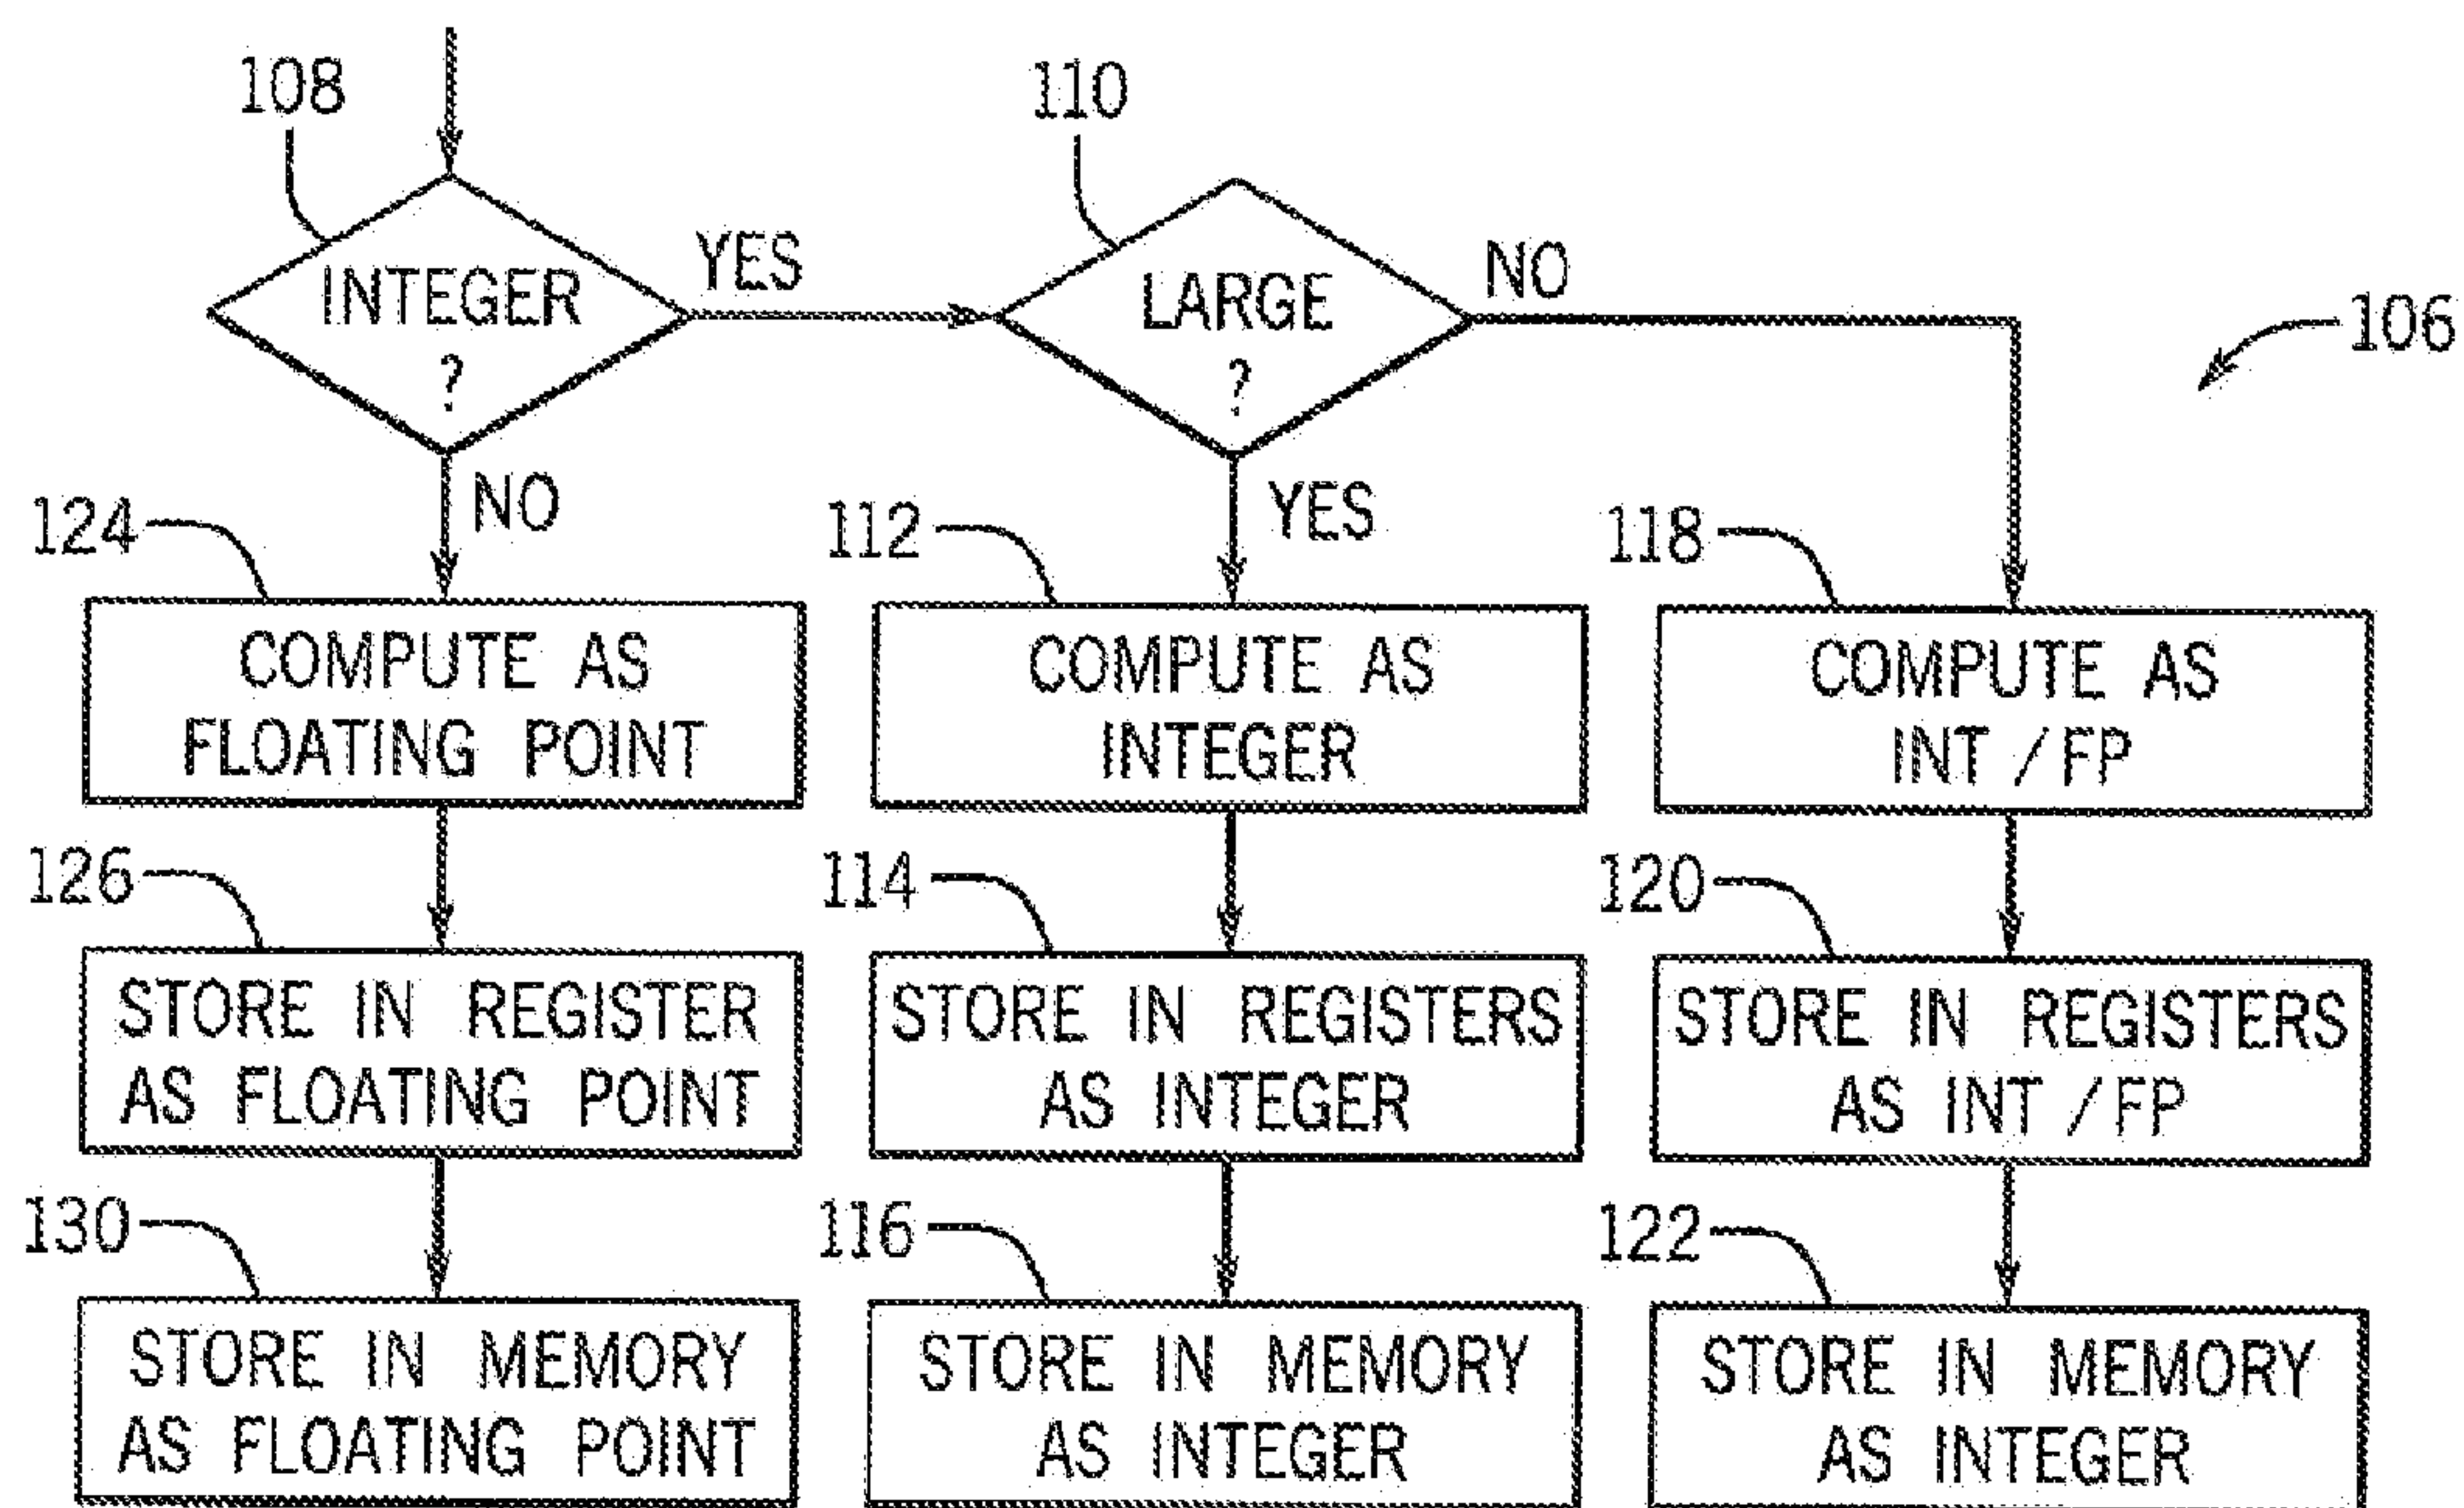 108
110
INTEGER
?
YES
LARGE
?
NO
106
NO
YES
124
COMPUTE AS
FLOATING POINT
112
COMPUTE AS
INTEGER
118
COMPUTE AS
INT / FP
126
STORE IN REGISTER
AS FLOATING POINT
114
STORE IN REGISTERS
AS INTEGER
120
STORE IN REGISTERS
AS INT / FP
130
STORE IN MEMORY
AS FLOATING POINT
116
STORE IN MEMORY
AS INTEGER
122
STORE IN MEMORY
AS INTEGER